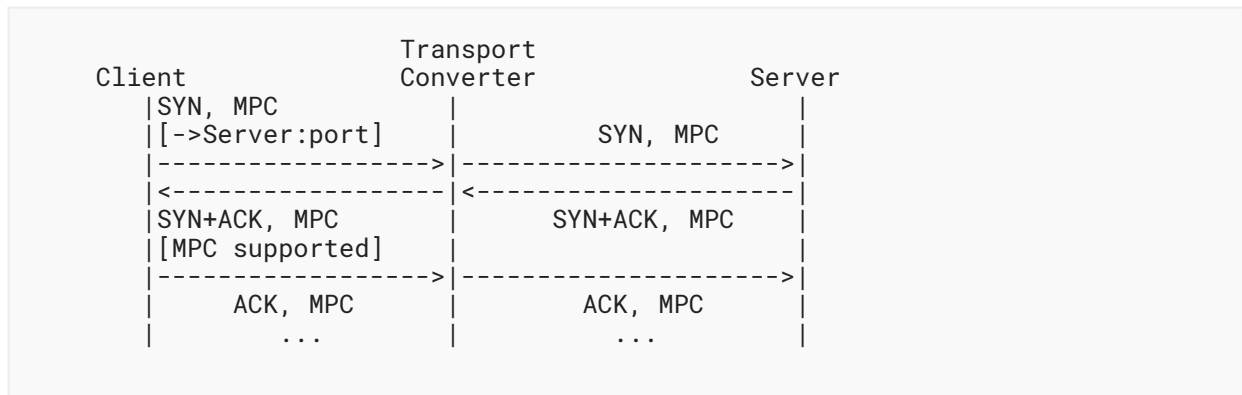 Transport
 Client              Converter              Server
    |SYN, MPC            |                      |
    |[->Server:port]     |         SYN, MPC     |
    |------------------->|--------------------->|
    |<-------------------|<---------------------|
    |SYN+ACK, MPC        |      SYN+ACK, MPC    |
    |[MPC supported]     |                      |
    |------------------->|--------------------->|
    |     ACK, MPC       |        ACK, MPC      |
    |        ...         |          ...         |